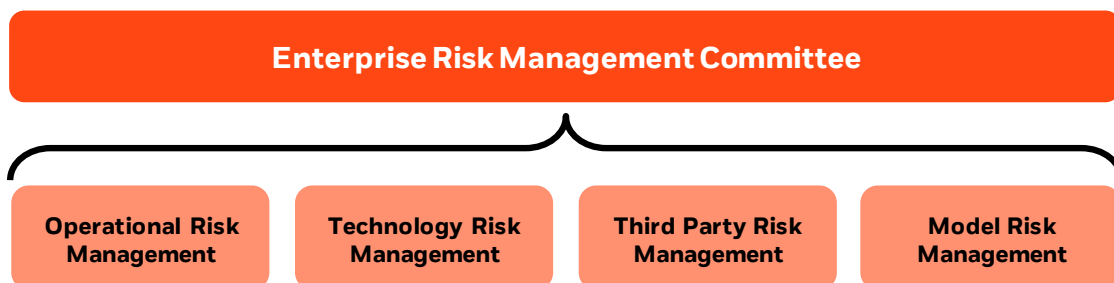 Enterprise Risk Management Committee
Operational Risk
Management
Technology Risk
Management
Third Party Risk
Management
Model Risk
Management